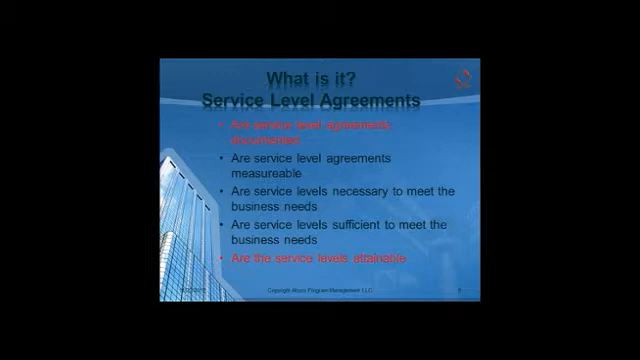 What is it?
Service Level Agreements
• Are service level agreements
documented
• Are service level agreements
measureable
• Are service levels necessary to meet the
business needs
• Are service levels sufficient to meet the
business needs
• Are the service levels attainable
Copyright Program Management LLC